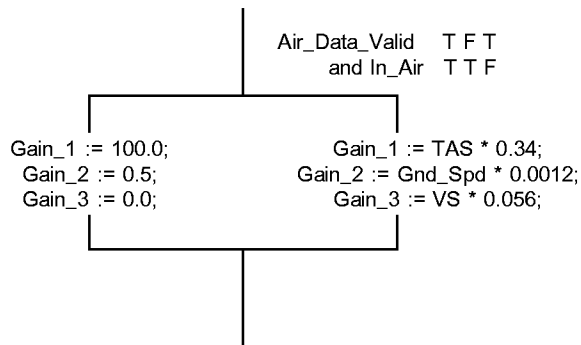 Air_Data_Valid T F T
and In_Air T T F
Gain_1 := 100.0;
Gain_2 := 0.5;
Gain_3 := 0.0;
Gain_1 := TAS * 0.34;
Gain_2 := Gnd_Spd * 0.0012;
Gain_3 := VS * 0.056;